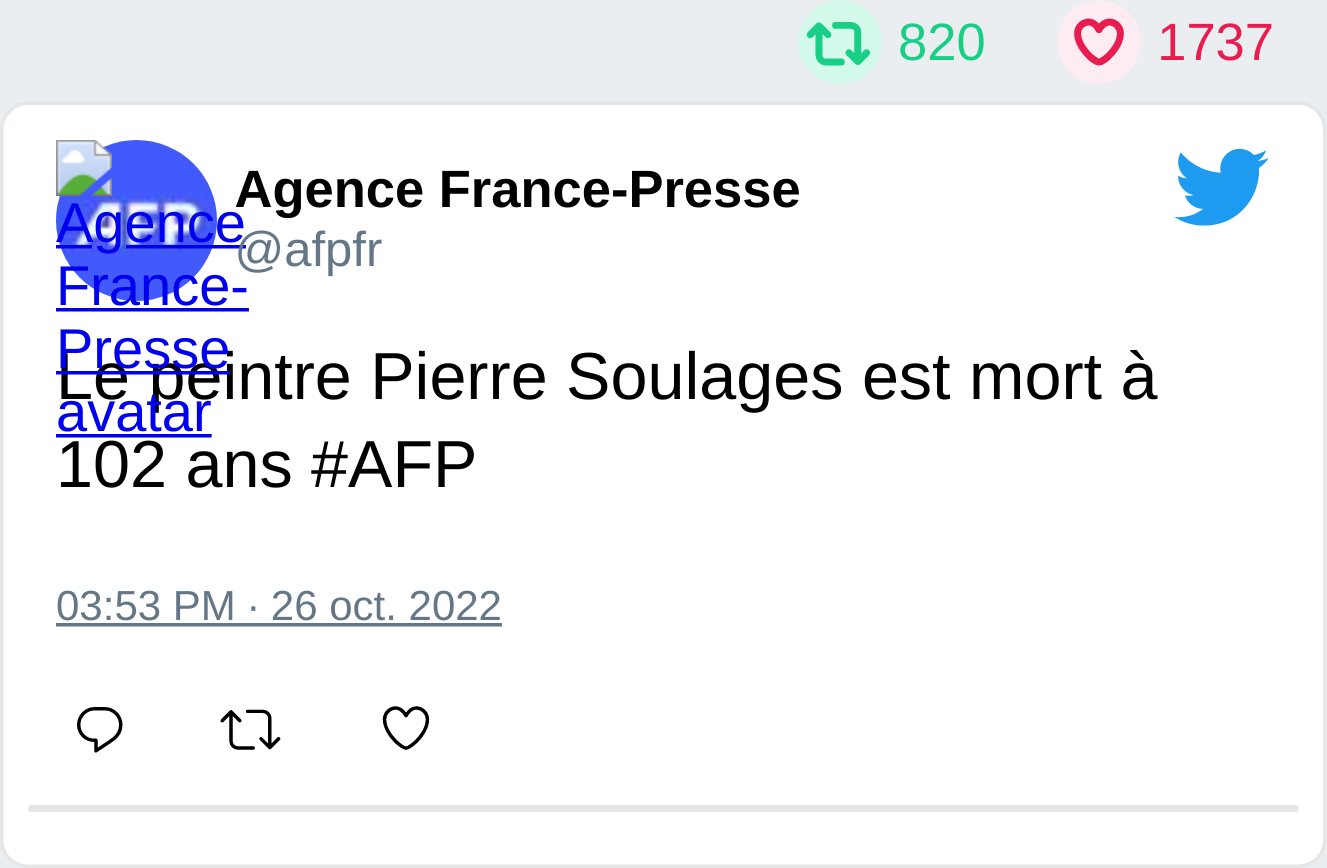 820 1737
Agence France-Presse
@afpfr
AFP
Agence
France-
Presse
avatar
Le peintre Pierre Soulages est mort à
102 ans #AFP
03:53 PM · 26 oct. 2022